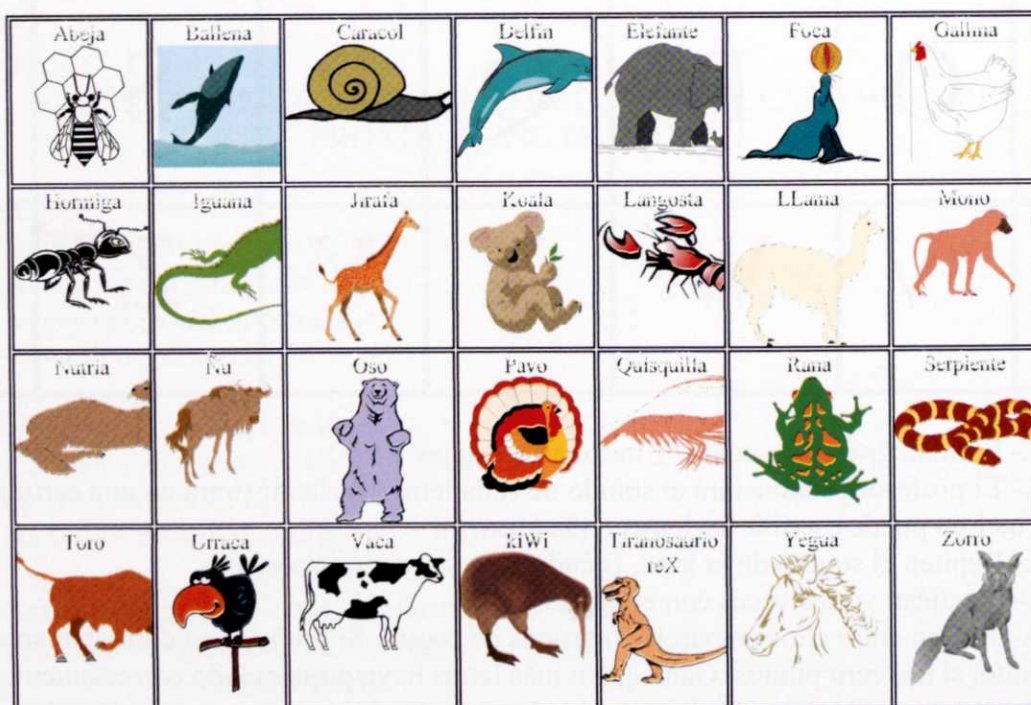 Abeja
Ballena
Caracol
Delfín
Elefante
Foca
Gallina
Hormiga
Iguana
Jirafa
Koala
Langosta
LLama
Mono
Nutria
Ñu
Oso
Pavo
Quisquilla
Rana
Serpiente
Toro
Urraca
Vaca
kiWi
Tiranosaurio
reX
Yegua
Zorro